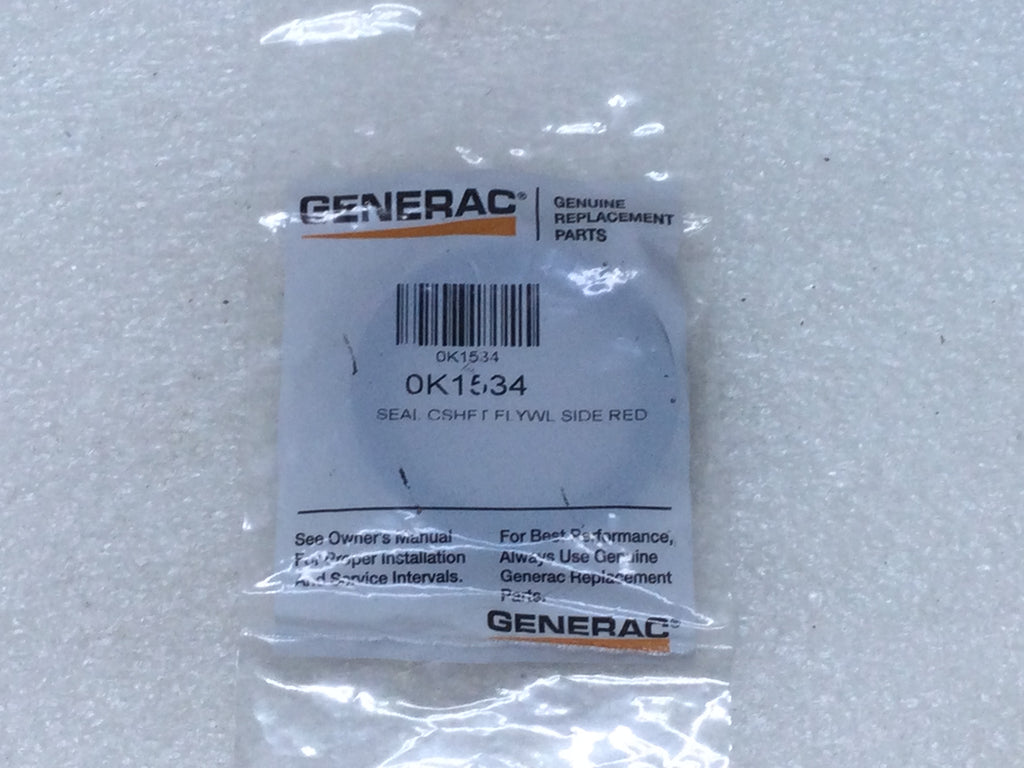 GENERAC®
GENUINE
REPLACEMENT
PARTS
0K1534
0K1534
SEAL CSHFT FLYWL SIDE RED
See Owner's Manual
For Proper Installation
And Service Intervals.
For Best Performance,
Always Use Genuine
Generac Replacement
Parts.
GENERAC®